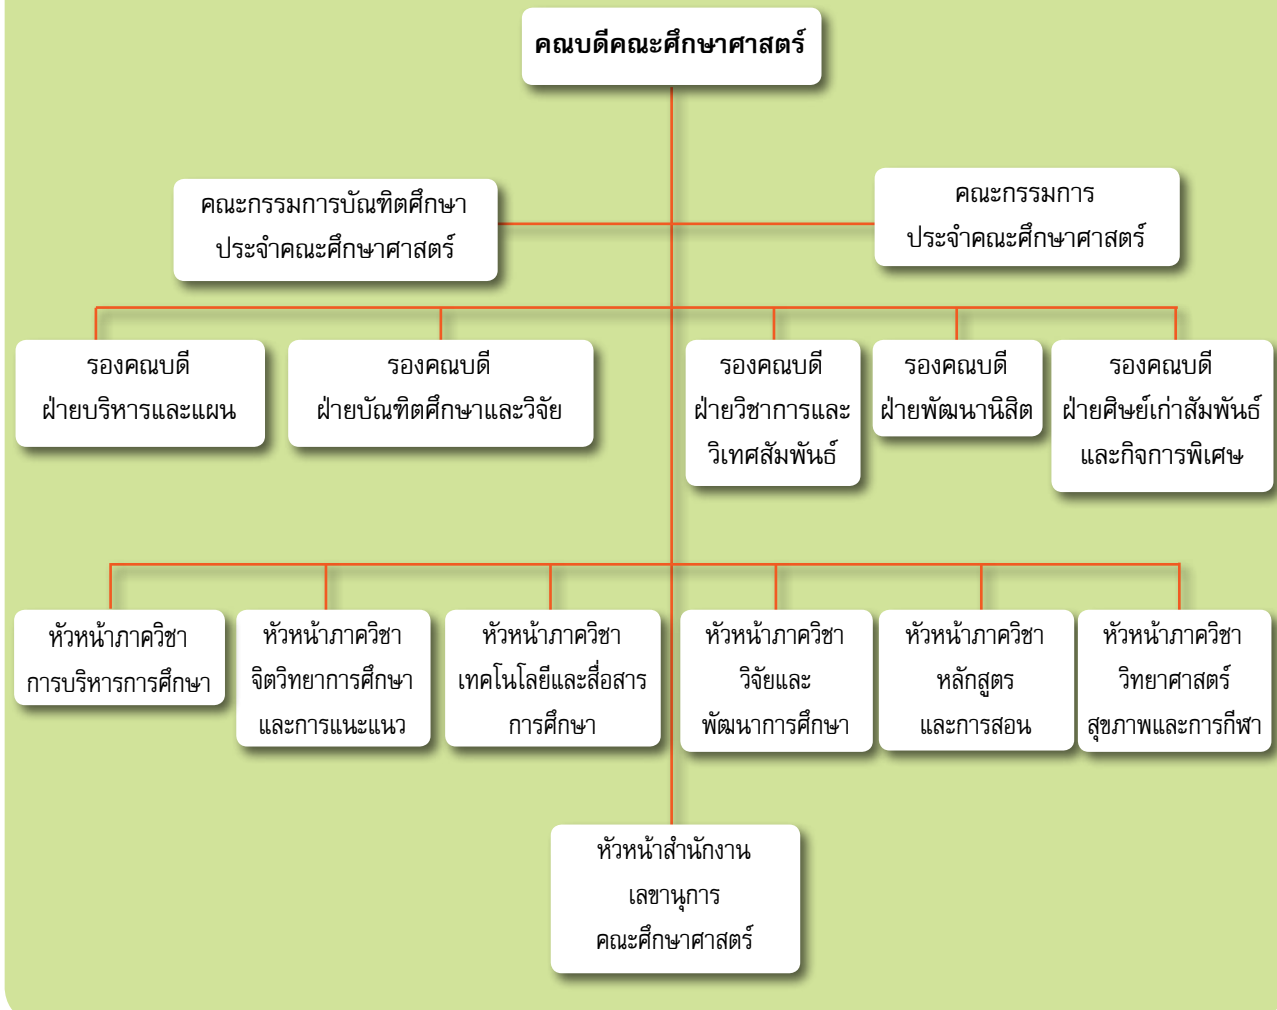 คณบดีคณะศึกษาศาสตร์
คณะกรรมการบัณฑิตศึกษา
ประจำคณะศึกษาศาสตร์
คณะกรรมการ
ประจำคณะศึกษาศาสตร์
รองคณบดี
ฝ่ายบริหารและแผน
รองคณบดี
ฝ่ายบัณฑิตศึกษาและวิจัย
รองคณบดี
ฝ่ายวิชาการและ
วิเทศสัมพันธ์
รองคณบดี
ฝ่ายพัฒนานิสิต
รองคณบดี
ฝ่ายศิษย์เก่าสัมพันธ์
และกิจการพิเศษ
หัวหน้าภาควิชา
การบริหารการศึกษา
หัวหน้าภาควิชา
จิตวิทยาการศึกษา
และการแนะแนว
หัวหน้าภาควิชา
เทคโนโลยีและสื่อสาร
การศึกษา
หัวหน้าภาควิชา
วิจัยและ
พัฒนาการศึกษา
หัวหน้าภาควิชา
หลักสูตร
และการสอน
หัวหน้าภาควิชา
วิทยาศาสตร์
สุขภาพและการกีฬา
หัวหน้าสำนักงาน
เลขานุการ
คณะศึกษาศาสตร์